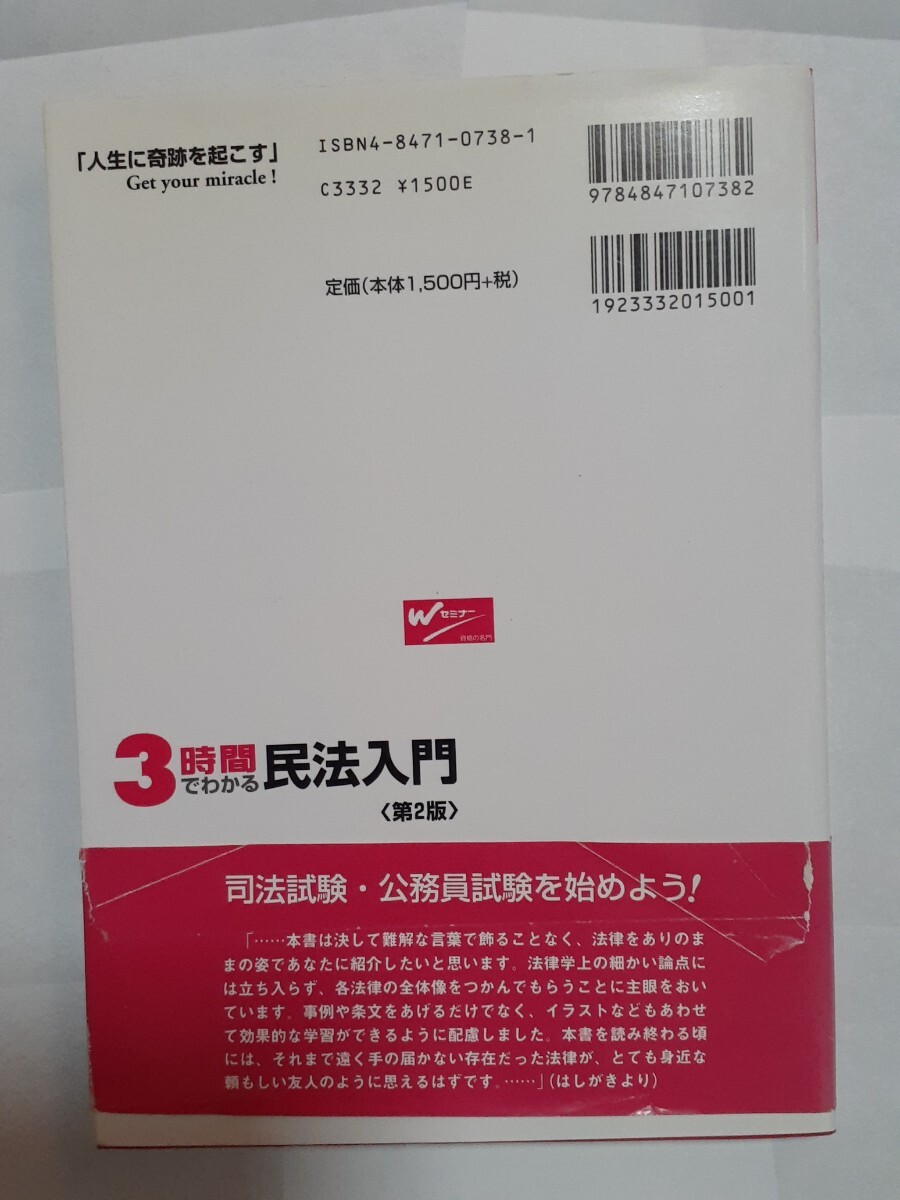 「人生に奇跡を起こす」
Get your miracle !
ISBN4-8471-0738-1
C3332 ¥1500E
9784847107382
定価(本体1,500円+税)
1923332015001
Wセミナー
合格の名門
3時間でわかる民法入門
〈第2版〉
司法試験・公務員試験を始めよう!
「……本書は決して難解な言葉で飾ることなく、法律をありのま
まの姿であなたに紹介したいと思います。法律学上の細かい論点に
は立ち入らず、各法律の全体像をつかんでもらうことに主眼をおい
ています。事例や条文をあげるだけでなく、イラストなどもあわせ
て効果的な学習ができるように配慮しました。本書を読み終わる頃
には、それまで遠く手の届かない存在だった法律が、とても身近な
頼もしい友人のように思えるはずです。……」(はしがきより)